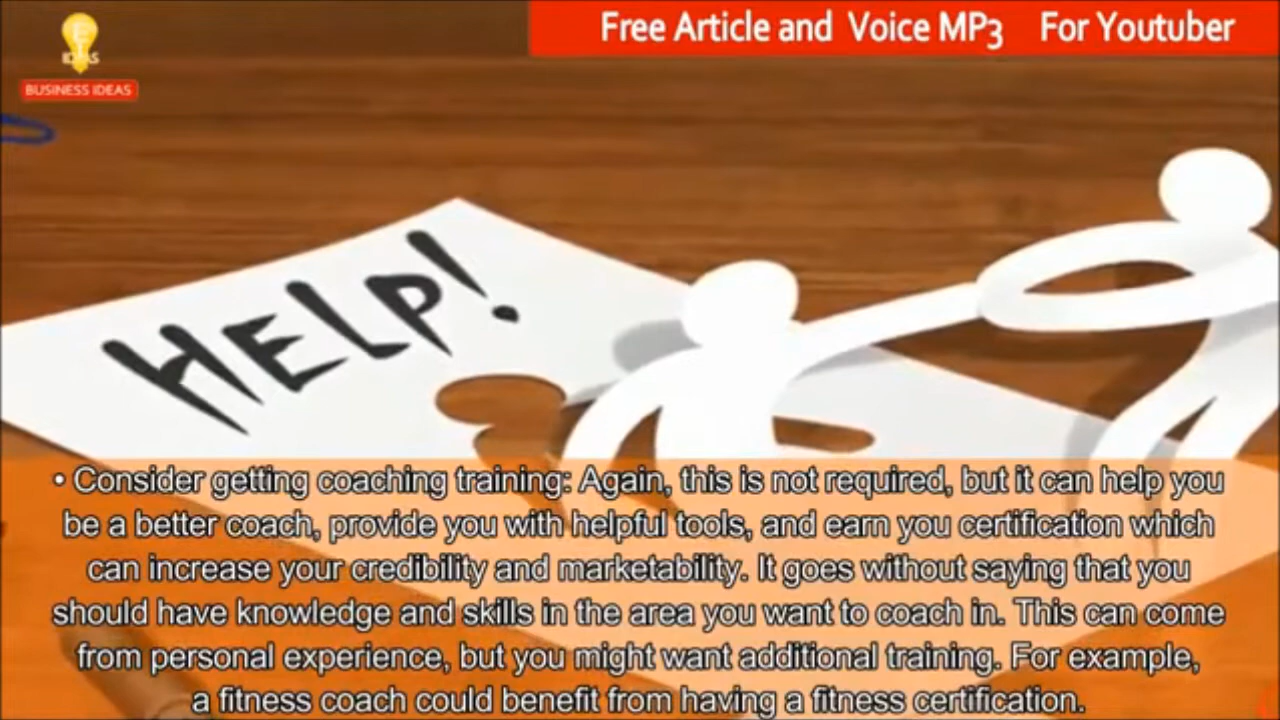 Free Article and Voice MP3 For Youtuber
BUSINESS IDEAS
HELP!
• Consider getting coaching training: Again, this is not required, but it can help you
be a better coach, provide you with helpful tools, and earn you certification which
can increase your credibility and marketability. It goes without saying that you
should have knowledge and skills in the area you want to coach in. This can come
from personal experience, but you might want additional training. For example,
a fitness coach could benefit from having a fitness certification.